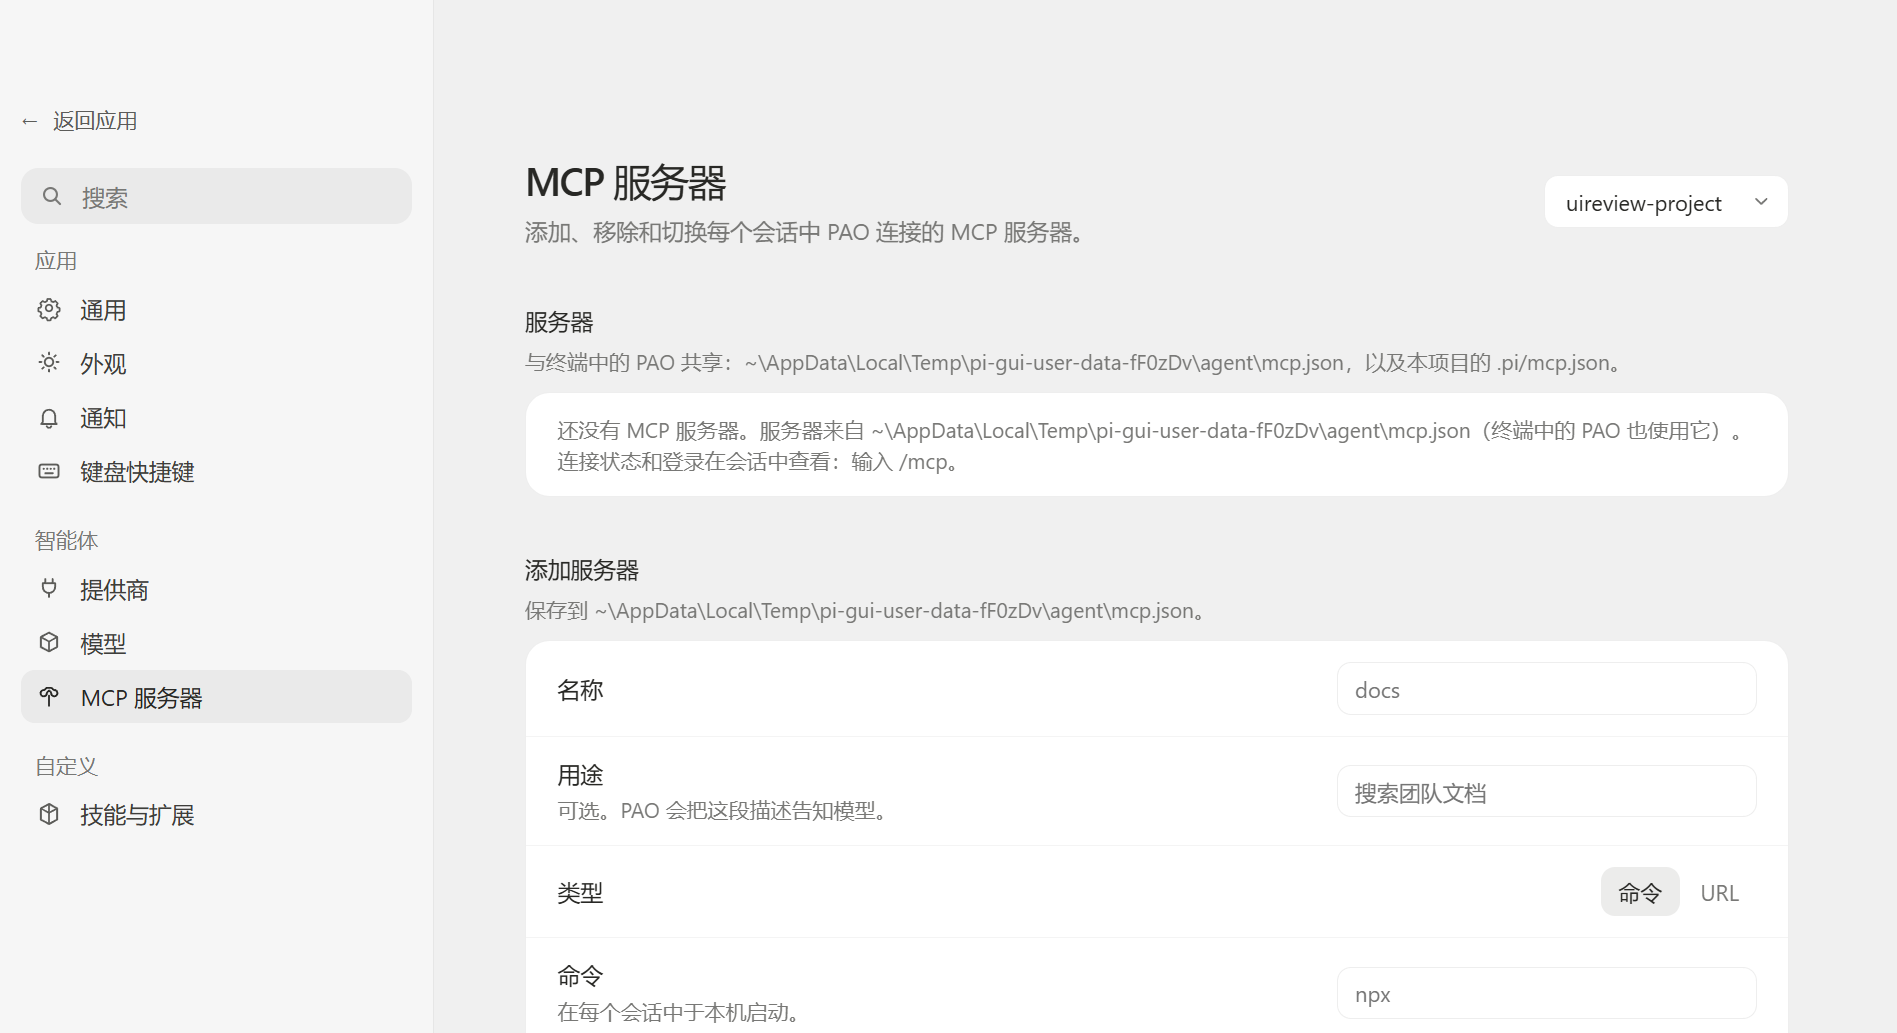 ← 返回应用
搜索
应用
通用
外观
通知
键盘快捷键
智能体
提供商
模型
MCP 服务器
自定义
技能与扩展
MCP 服务器
添加、移除和切换每个会话中 PAO 连接的 MCP 服务器。
uireview-project
服务器
与终端中的 PAO 共享：~\AppData\Local\Temp\pi-gui-user-data-fF0zDv\agent\mcp.json，以及本项目的 .pi/mcp.json。
还没有 MCP 服务器。服务器来自 ~\AppData\Local\Temp\pi-gui-user-data-fF0zDv\agent\mcp.json（终端中的 PAO 也使用它）。
连接状态和登录在会话中查看：输入 /mcp。
添加服务器
保存到 ~\AppData\Local\Temp\pi-gui-user-data-fF0zDv\agent\mcp.json。
名称
docs
用途
可选。PAO 会把这段描述告知模型。
搜索团队文档
类型
命令 URL
命令
在每个会话中于本机启动。
npx